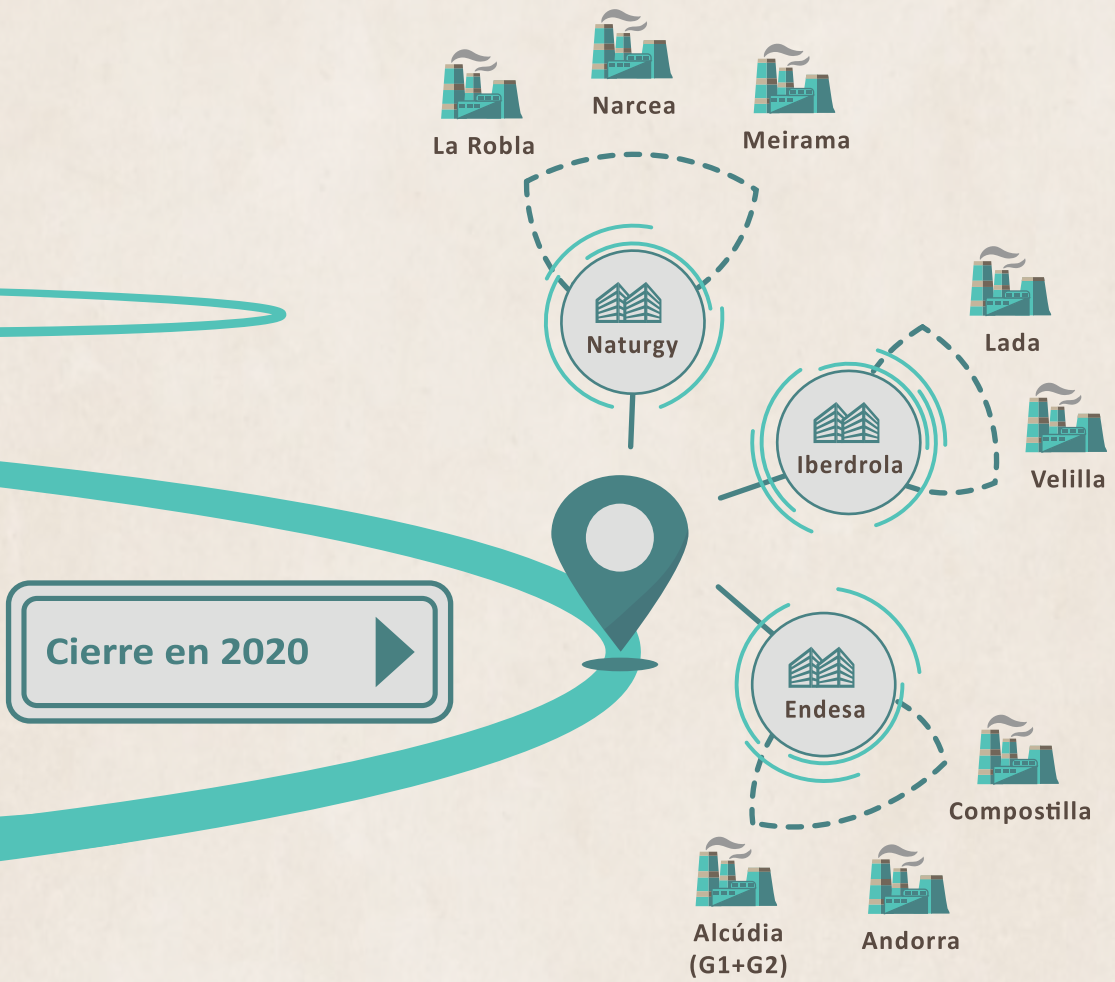 Narcea
La Robla
Meirama
Naturgy
Lada
Iberdrola
Velilla
Cierre en 2020
Endesa
Compostilla
Alcúdia
(G1+G2)
Andorra